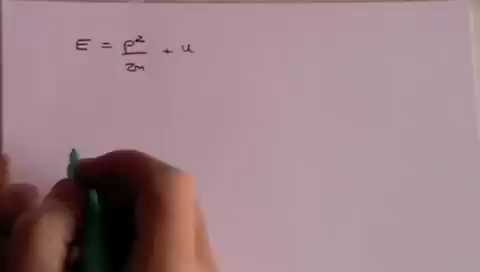 E = p²/2m + u